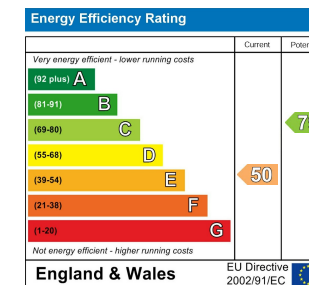 Energy Efficiency Rating
Current
Very energy efficient - lower running costs
(92 plus) A
(81-91) B
(69-80) C
(55-68) D
(39-54) E 50
(21-38) F
(1-20) G
Not energy efficient - higher running costs
England & Wales
EU Directive
2002/91/EC